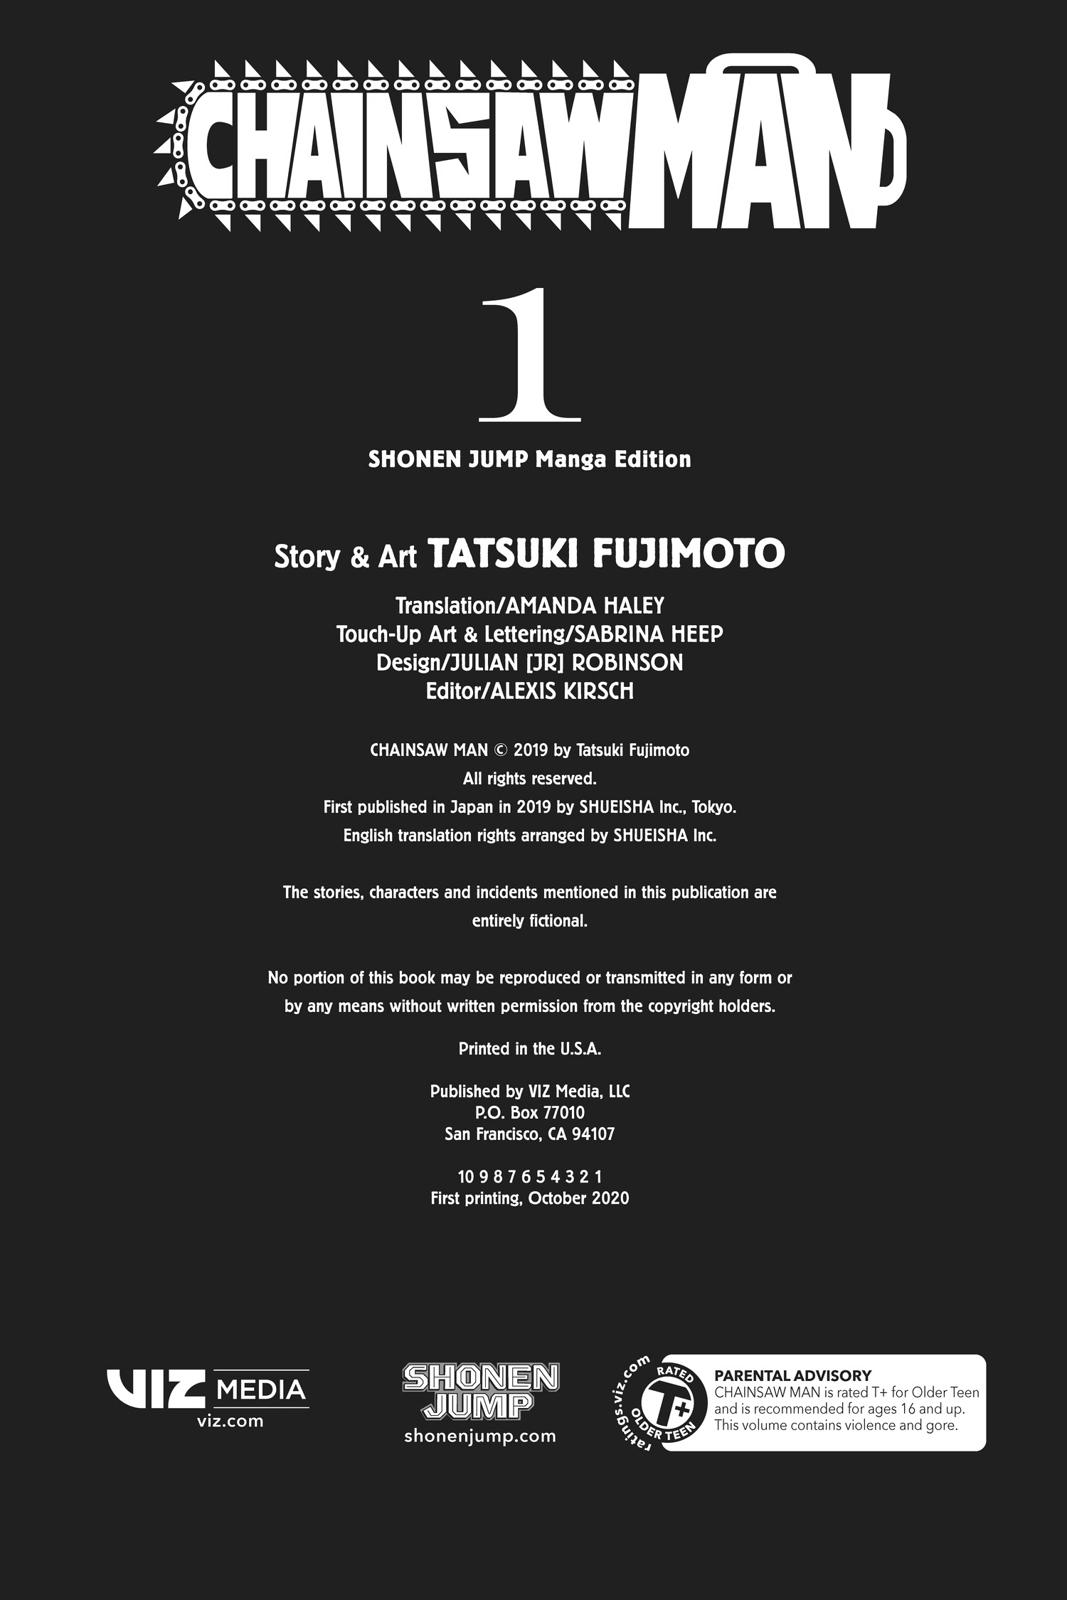 CHAINSAW MAN
1
SHONEN JUMP Manga Edition
Story & Art TATSUKI FUJIMOTO
Translation/AMANDA HALEY
Touch-Up Art & Lettering/SABRINA HEEP
Design/JULIAN [JR] ROBINSON
Editor/ALEXIS KIRSCH
CHAINSAW MAN © 2019 by Tatsuki Fujimoto
All rights reserved.
First published in Japan in 2019 by SHUEISHA Inc., Tokyo.
English translation rights arranged by SHUEISHA Inc.
The stories, characters and incidents mentioned in this publication are
entirely fictional.
No portion of this book may be reproduced or transmitted in any form or
by any means without written permission from the copyright holders.
Printed in the U.S.A.
Published by VIZ Media, LLC
P.O. Box 77010
San Francisco, CA 94107
10 9 8 7 6 5 4 3 2 1
First printing, October 2020
VIZ MEDIA
viz.com
SHONEN
JUMP
shonenjump.com
ratings.viz.com
RATED
T+
OLDER TEEN
PARENTAL ADVISORY
CHAINSAW MAN is rated T+ for Older Teen
and is recommended for ages 16 and up.
This volume contains violence and gore.